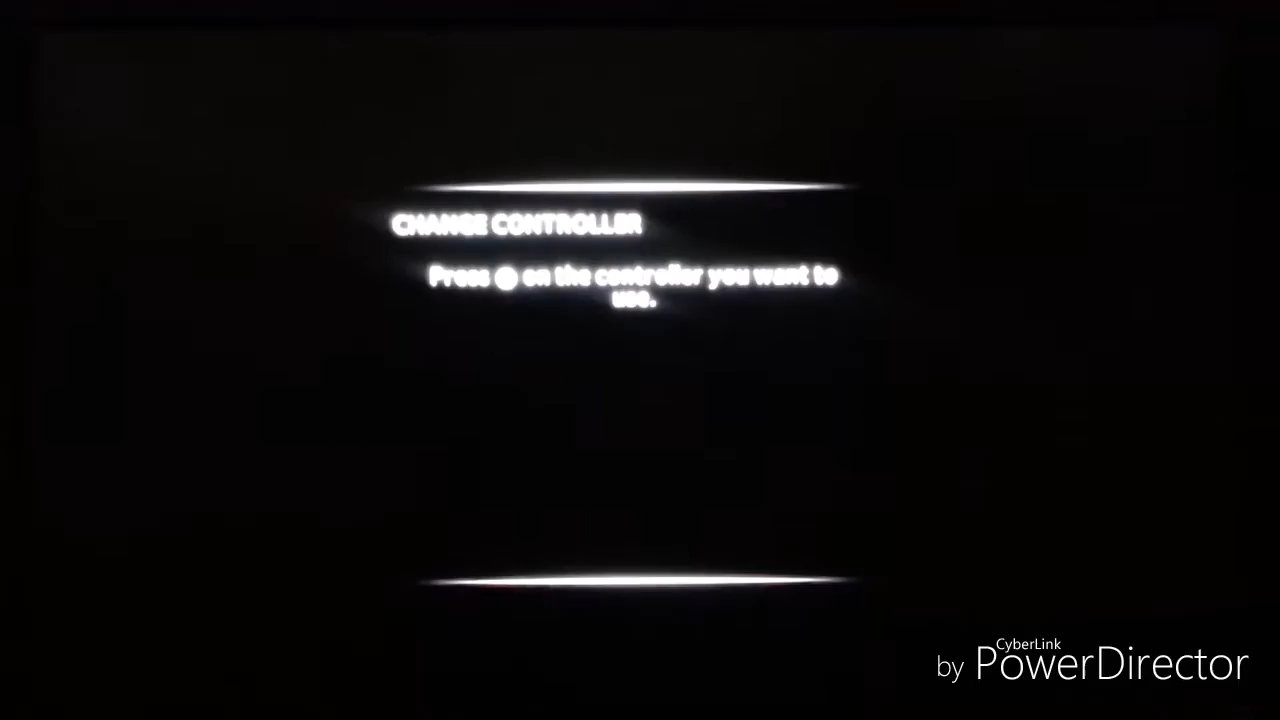 CHANGE CONTROLLER
Press on the controller you want to
use.
CyberLink
by PowerDirector